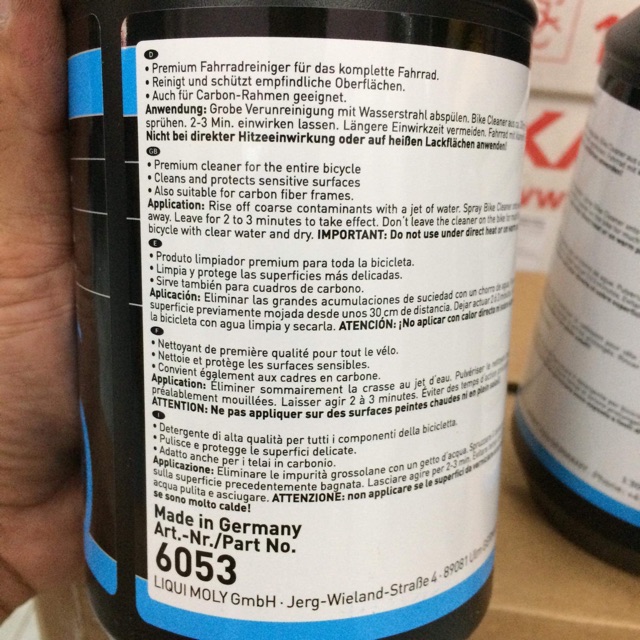 D
• Premium Fahrradreiniger für das komplette Fahrrad.
• Reinigt und schützt empfindliche Oberflächen.
• Auch für Carbon-Rahmen geeignet.
Anwendung: Grobe Verunreinigung mit Wasserstrahl abspülen. Bike Cleaner aus
sprühen. 2-3 Min. einwirken lassen. Längere Einwirkzeit vermeiden. Fahrrad mit
Nicht bei direkter Hitzeeinwirkung oder auf heißen Lackflächen anwenden!
GB
• Premium cleaner for the entire bicycle
• Cleans and protects sensitive surfaces
• Also suitable for carbon fiber frames.
Application: Rise off coarse contaminants with a jet of water. Spray Bike Cleaner
away. Leave for 2 to 3 minutes to take effect. Don't leave the cleaner on the bike for
bicycle with clear water and dry. IMPORTANT: Do not use under direct heat or on
E
• Produto limpiador premium para toda la bicicleta.
• Limpia y protege las superficies más delicadas.
• Sirve también para cuadros de carbono.
Aplicación: Eliminar las grandes acumulaciones de suciedad con un chorro de agua.
superficie previamente mojada desde unos 30 cm de distancia. Dejar actuar 2 a 3
la bicicleta con agua limpia y secarla. ATENCIÓN: ¡No aplicar con calor directo ni
F
• Nettoyant de première qualité pour tout le vélo.
• Nettoie et protège les surfaces sensibles.
• Convient également aux cadres en carbone.
Application: Éliminer sommairement la crasse au jet d'eau. Pulvériser le
préalablement mouillées. Laisser agir 2 à 3 minutes. Éviter des temps d'action
ATTENTION: Ne pas appliquer sur des surfaces peintes chaudes ni en plein soleil.
I
• Detergente di alta qualità per tutti i componenti della bicicletta.
• Pulisce e protegge le superfici delicate.
• Adatto anche per i telai in carbonio.
Applicazione: Eliminare le impurità grossolane con un getto d'acqua. Spruzzare
sulla superficie precedentemente bagnata. Lasciare agire per 2-3 min. Evitare
acqua pulita e asciugare. ATTENZIONE: non applicare se le superfici da
se sono molto calde!
Made in Germany
Art.-Nr./Part No.
6053
LIQUI MOLY GmbH · Jerg-Wieland-Straße 4 · 89081 Ulm